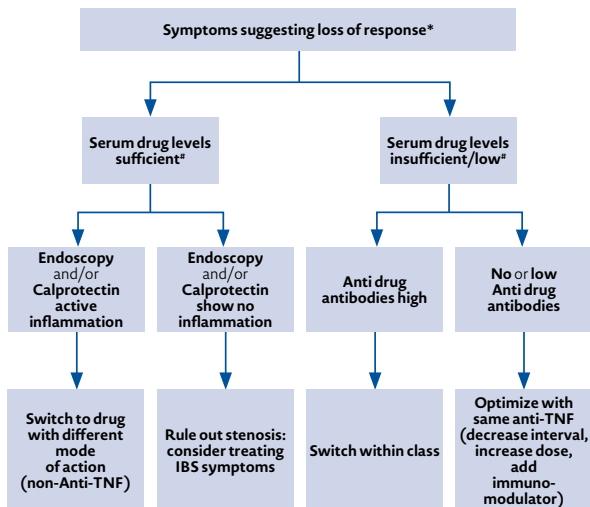 Symptoms suggesting loss of response*
Serum drug levels
sufficient#
Serum drug levels
insufficient/low#
Endoscopy
and/or
Calprotectin
active
inflammation
Endoscopy
and/or
Calprotectin
show no
inflammation
Anti drug
antibodies high
No or low
Anti drug
antibodies
Switch to drug
with different
mode
of action
(non-Anti-TNF)
Rule out stenosis:
consider treating
IBS symptoms
Switch within class
Optimize with
same anti-TNF
(decrease interval,
increase dose,
add
immuno-
modulator)